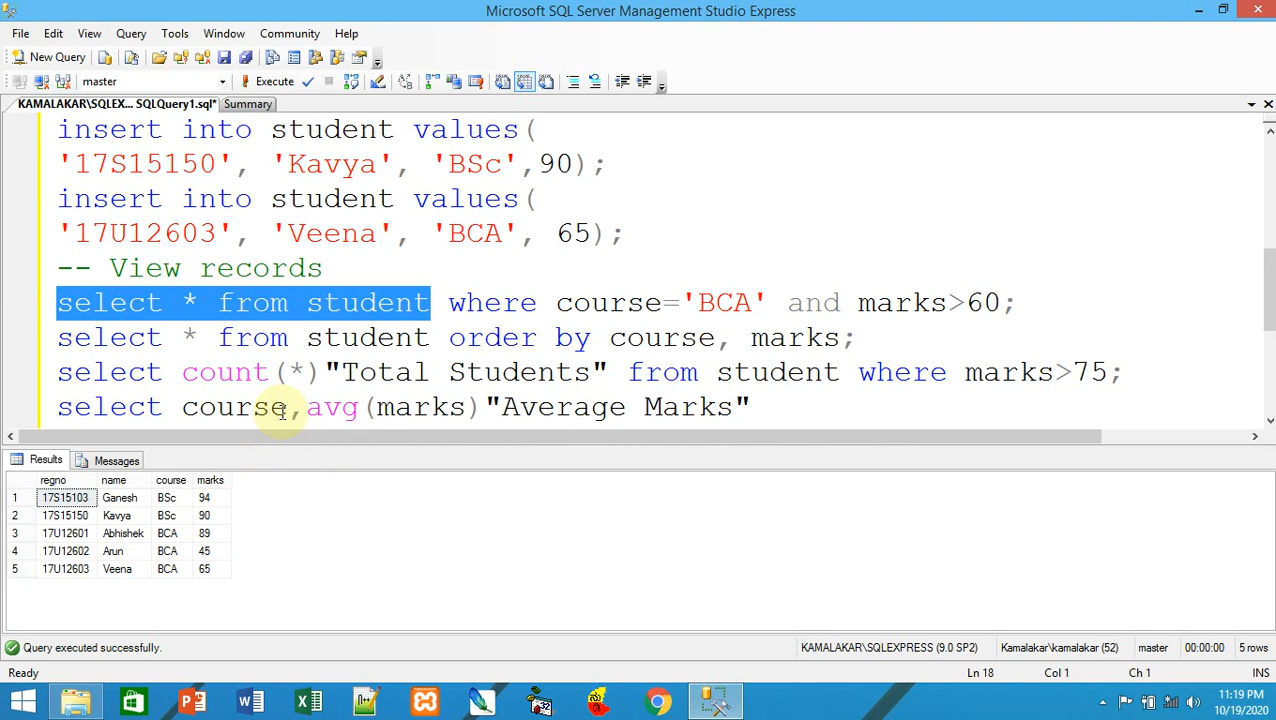 Microsoft SQL Server Management Studio Express
File Edit View Query Tools Window Community Help
New Query
master Execute
KAMALAKAR\SQLEX... SQLQuery1.sql* Summary
insert into student values(
'17S15150', 'Kavya', 'BSc',90);
insert into student values(
'17U12603', 'Veena', 'BCA', 65);
-- View records
select * from student where course='BCA' and marks>60;
select * from student order by course, marks;
select count(*)"Total Students" from student where marks>75;
select course,avg(marks)"Average Marks"
Results Messages
regno name course marks
1 17S15103 Ganesh BSc 94
2 17S15150 Kavya BSc 90
3 17U12601 Abhishek BCA 89
4 17U12602 Arun BCA 45
5 17U12603 Veena BCA 65
Query executed successfully. KAMALAKAR\SQLEXPRESS (9.0 SP2) Kamalakar\kamalakar (52) master 00:00:00 5 rows
Ready Ln 18 Col 1 Ch 1 INS
11:19 PM
10/19/2020